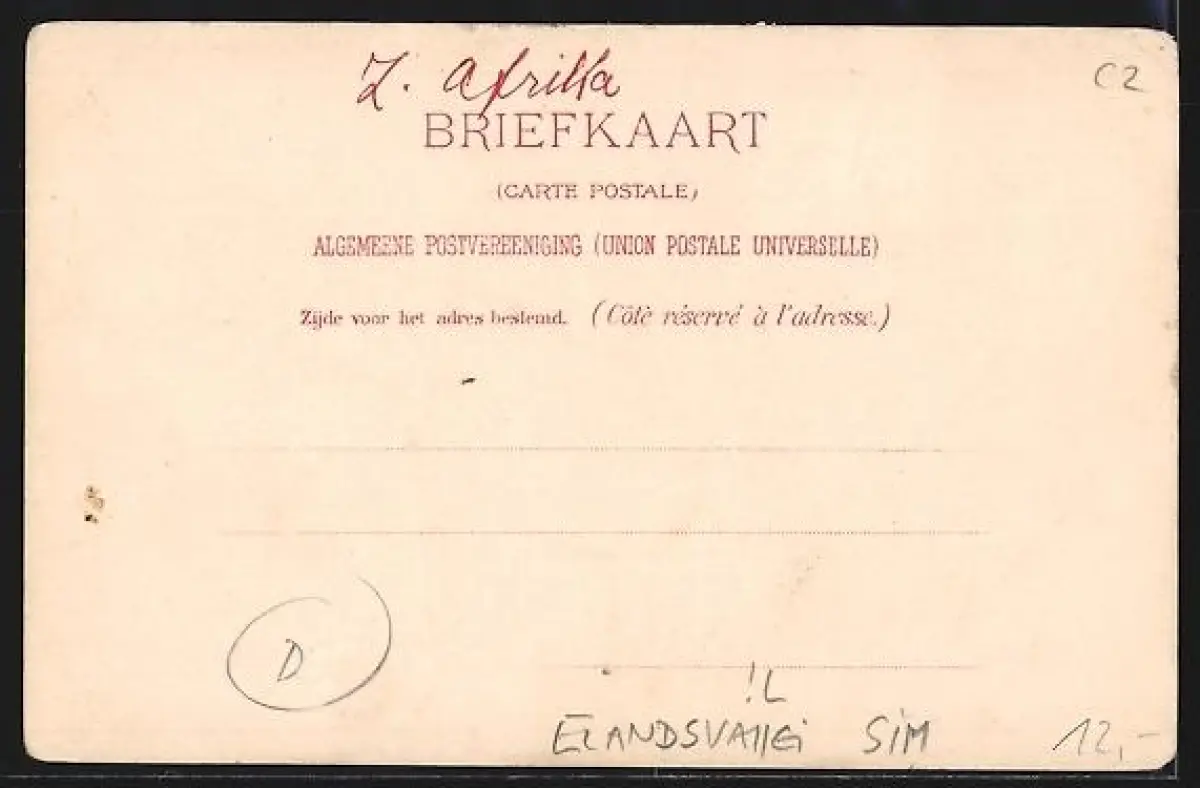 Z. Afrika
C2
BRIEFKAART
(CARTE POSTALE)
ALGEMEENE POSTVEREENIGING (UNION POSTALE UNIVERSELLE)
Zijde voor het adres bestemd. (Côté réservé à l'adresse.)
D
!L
SIM
12,-